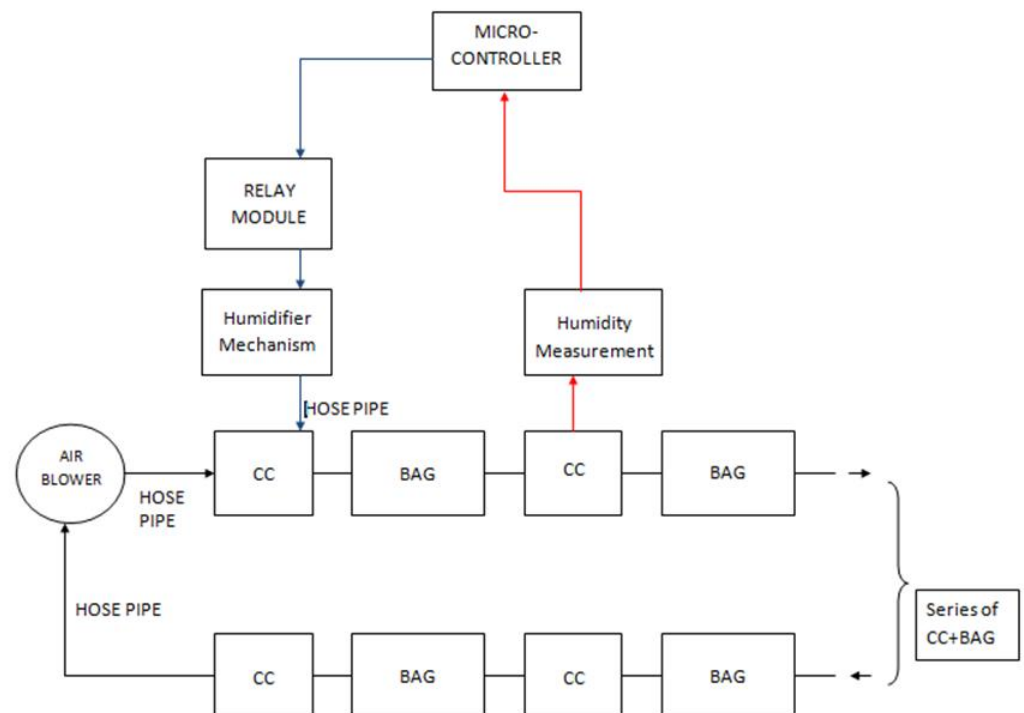 MICRO-
CONTROLLER
RELAY
MODULE
Humidifier
Mechanism
Humidity
Measurement
HOSE PIPE
AIR
BLOWER
CC
BAG
CC
BAG
HOSE
PIPE
HOSE PIPE
Series of
CC+BAG
CC
BAG
CC
BAG